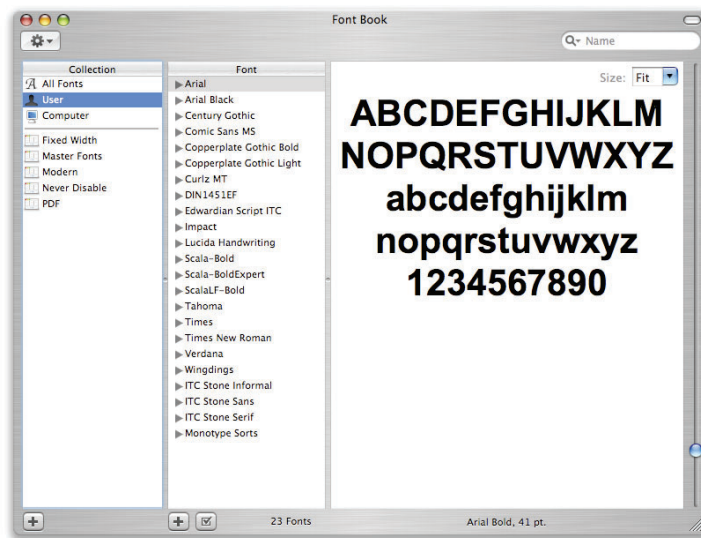 Font Book
Name
Collection
All Fonts
User
Computer
Fixed Width
Master Fonts
Modern
Never Disable
PDF
Font
Arial
Arial Black
Century Gothic
Comic Sans MS
Copperplate Gothic Bold
Copperplate Gothic Light
Curlz MT
DIN1451EF
Edwardian Script ITC
Impact
Lucida Handwriting
Scala-Bold
Scala-BoldExpert
ScalaLF-Bold
Tahoma
Times
Times New Roman
Verdana
Wingdings
ITC Stone Informal
ITC Stone Sans
ITC Stone Serif
Monotype Sorts
23 Fonts
Size: Fit
ABCDEFGHIJKLM
NOPQRSTUVWXYZ
abcdefghijklm
nopqrstuvwxyz
1234567890
Arial Bold, 41 pt.